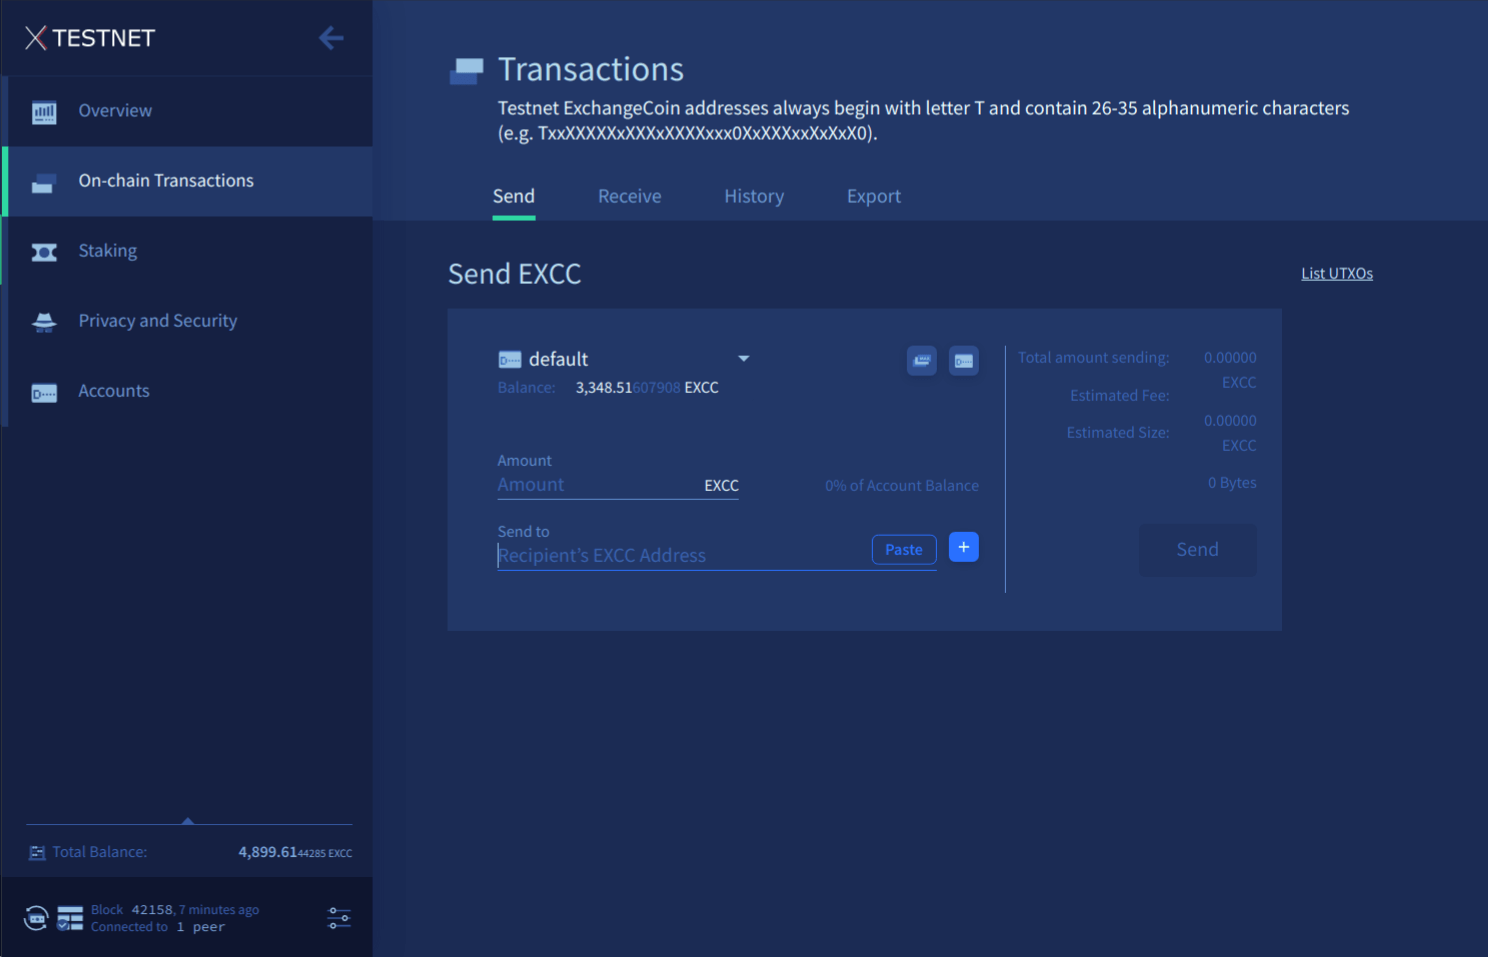 TESTNET
Overview
On-chain Transactions
Staking
Privacy and Security
Accounts
Total Balance: 4,899.6144285 EXCC
Block 42158, 7 minutes ago
Connected to 1 peer
Transactions
Testnet ExchangeCoin addresses always begin with letter T and contain 26-35 alphanumeric characters
(e.g. TxxXXXXXxXXXxXXXXxxx0XxXXXxxXxXxX0).
Send Receive History Export
Send EXCC
List UTXOs
default
Balance: 3,348.51607908 EXCC
Amount
Amount EXCC
0% of Account Balance
Send to
Recipient's EXCC Address
Paste
+
Total amount sending: 0.00000
EXCC
Estimated Fee:
0.00000
Estimated Size:
EXCC
0 Bytes
Send